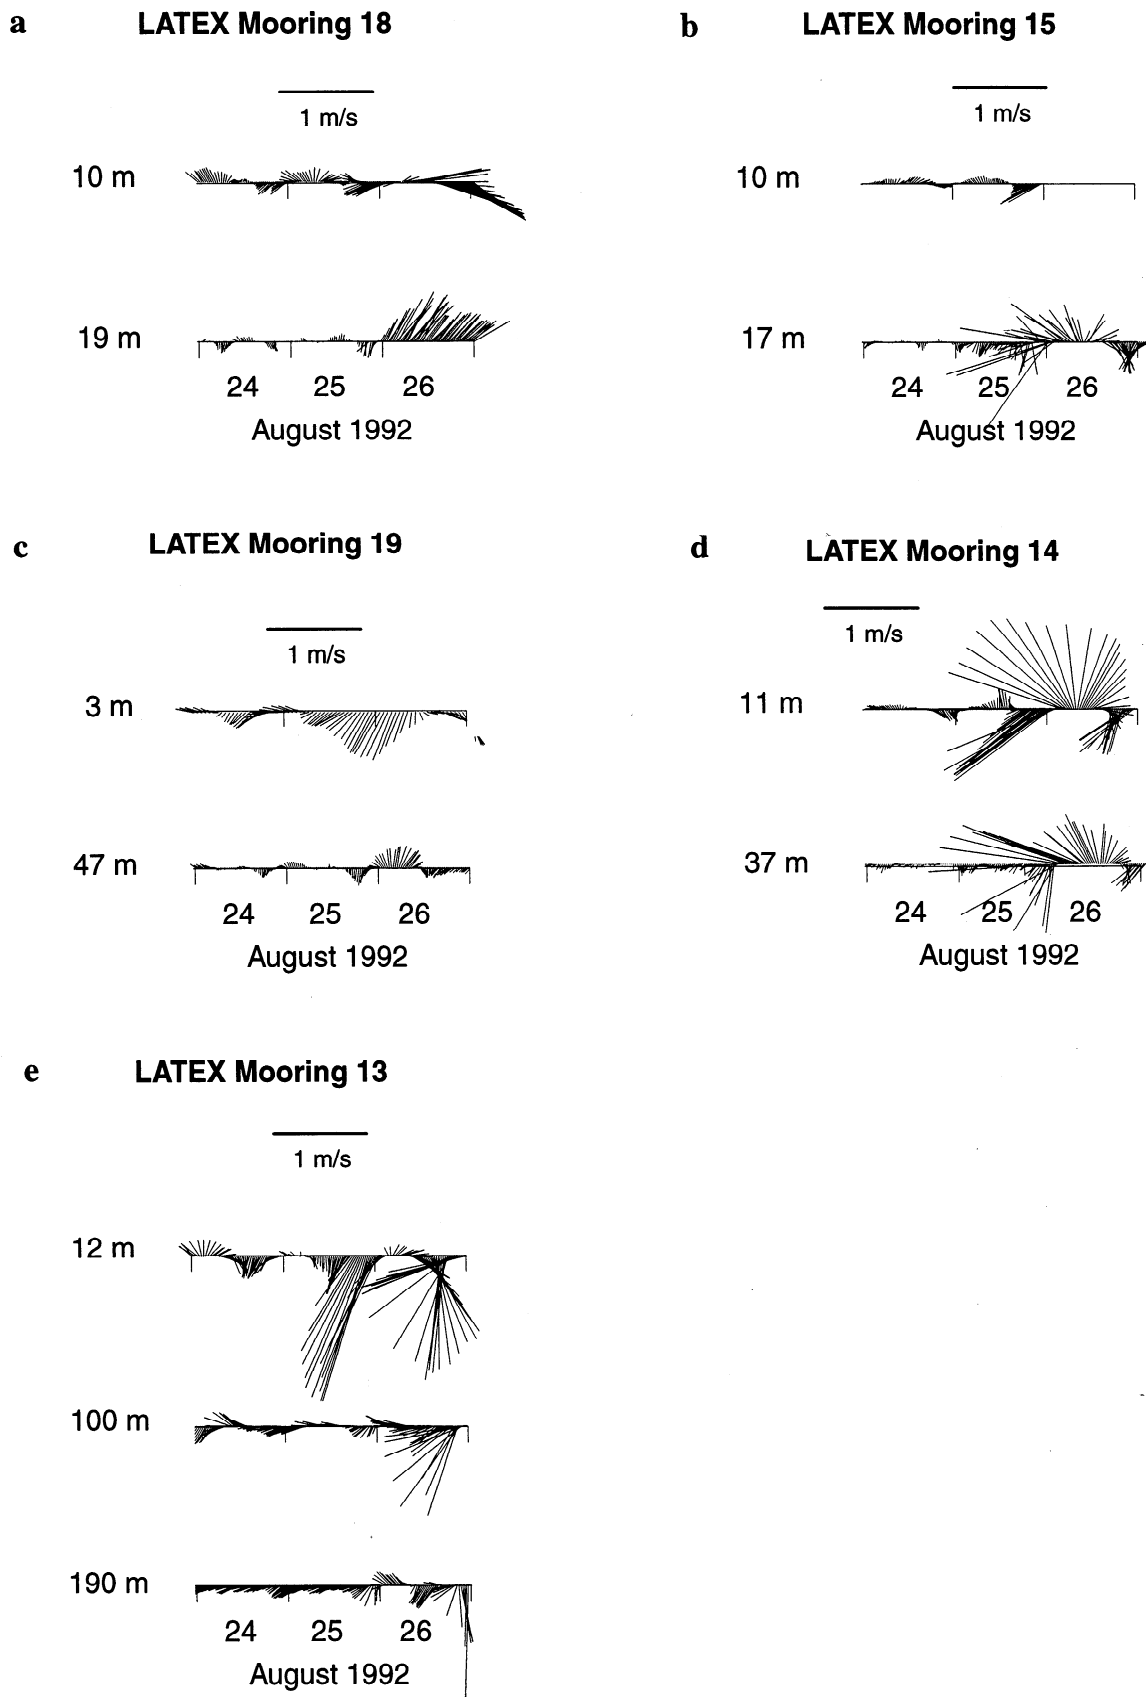 a LATEX Mooring 18
1 m/s
10 m
19 m
24 25 26
August 1992
b LATEX Mooring 15
1 m/s
10 m
17 m
24 25 26
August 1992
c LATEX Mooring 19
1 m/s
3 m
47 m
24 25 26
August 1992
d LATEX Mooring 14
1 m/s
11 m
37 m
24 25 26
August 1992
e LATEX Mooring 13
1 m/s
12 m
100 m
190 m
24 25 26
August 1992